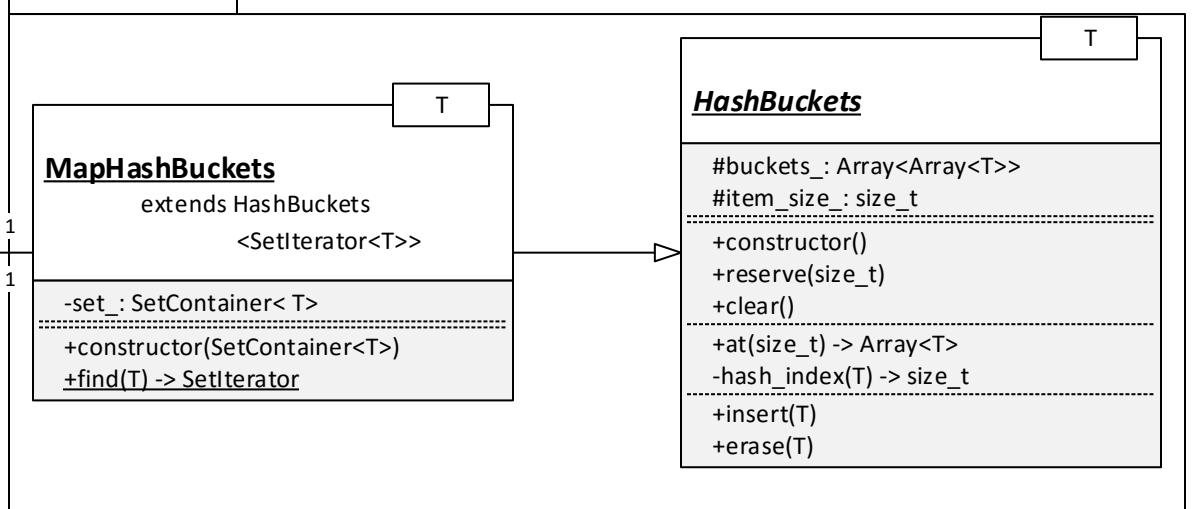 T
HashBuckets
#buckets_: Array<Array<T>>
#item_size_: size_t
+constructor()
+reserve(size_t)
+clear()
+at(size_t) -> Array<T>
-hash_index(T) -> size_t
+insert(T)
+erase(T)
T
MapHashBuckets
extends HashBuckets
<SetIterator<T>>
-set_: SetContainer< T>
+constructor(SetContainer<T>)
+find(T) -> SetIterator
1
1